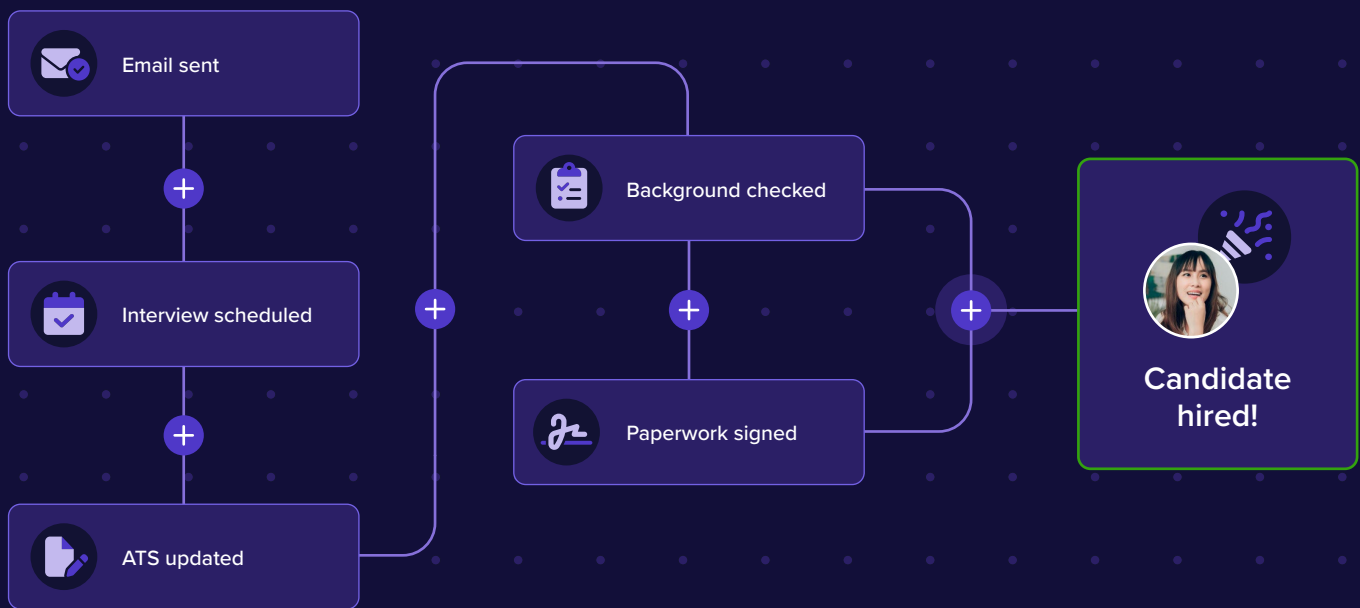 Email sent
Interview scheduled
ATS updated
Background checked
Paperwork signed
Candidate
hired!